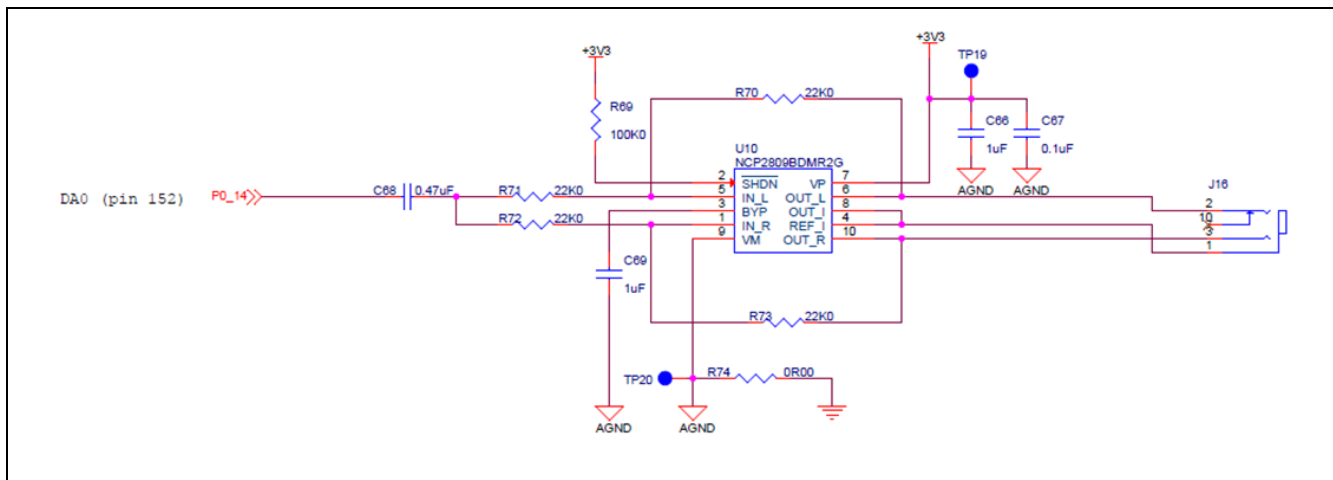 +3V3
+3V3
TP19
R70 22K0
R69
100K0
C66
1uF
C67
0.1uF
AGND AGND
U10
NCP2809BDMR2G
DA0 (pin 152) P0_14
C68 0.47uF
R71 22K0
R72 22K0
2 SHDN VP 7
5 IN_L OUT_L 6
3 BYP OUT_I 8
1 IN_R REF_I 4
9 VM OUT_R 10
J16
2
10
3
1
C69
1uF
R73 22K0
TP20
R74 0R00
AGND AGND